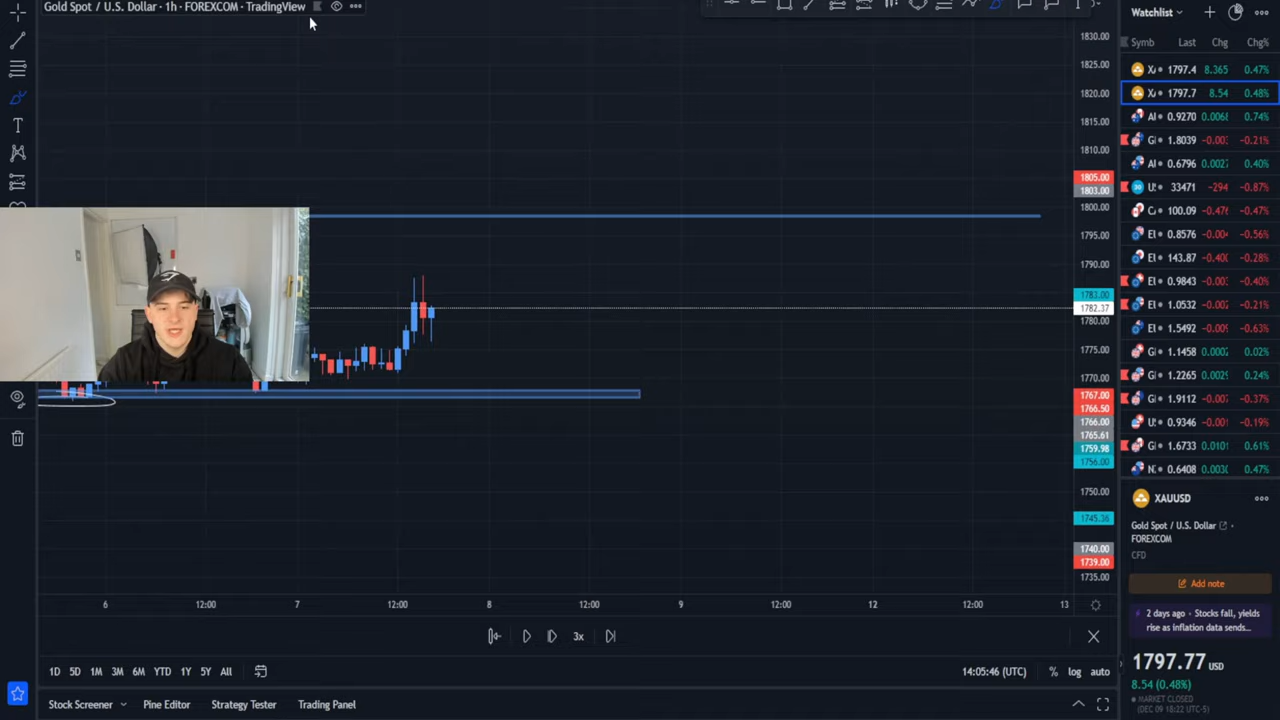 Gold Spot / U.S. Dollar · 1h · FOREXCOM · TradingView
Watchlist
Symb Last Chg Chg%
1797.4 8.365 0.47%
1797.7 8.54 0.48%
0.9270 0.74%
1.8039 -0.21%
0.6796 0.40%
33471 -294 -0.87%
100.09 -0.47%
0.8576 -0.56%
143.87 -0.28%
0.9843 -0.40%
1.0532 -0.21%
1.5492 -0.63%
1.1458 0.02%
1.2265 0.24%
1.9112 -0.37%
0.9346 -0.19%
1.6733 0.61%
0.6408 0.47%
1830.00
1825.00
1820.00
1815.00
1810.00
1805.00
1803.00
1800.00
1795.00
1790.00
1783.00
1782.37
1780.00
1775.00
1770.00
1767.00
1766.50
1766.00
1765.61
1759.98
1756.00
1750.00
1745.36
1740.00
1739.00
1735.00
XAUUSD
Gold Spot / U.S. Dollar ·
FOREXCOM
CFD
Add note
2 days ago · Stocks fall, yields
rise as inflation data sends...
1797.77 USD
8.54 (0.48%)
MARKET CLOSED
(DEC 09 18:22 UTC-5)
6 12:00 7 12:00 8 12:00 9 12:00 12 12:00 13
3x
1D 5D 1M 3M 6M YTD 1Y 5Y All
14:05:46 (UTC) % log auto
Stock Screener Pine Editor Strategy Tester Trading Panel